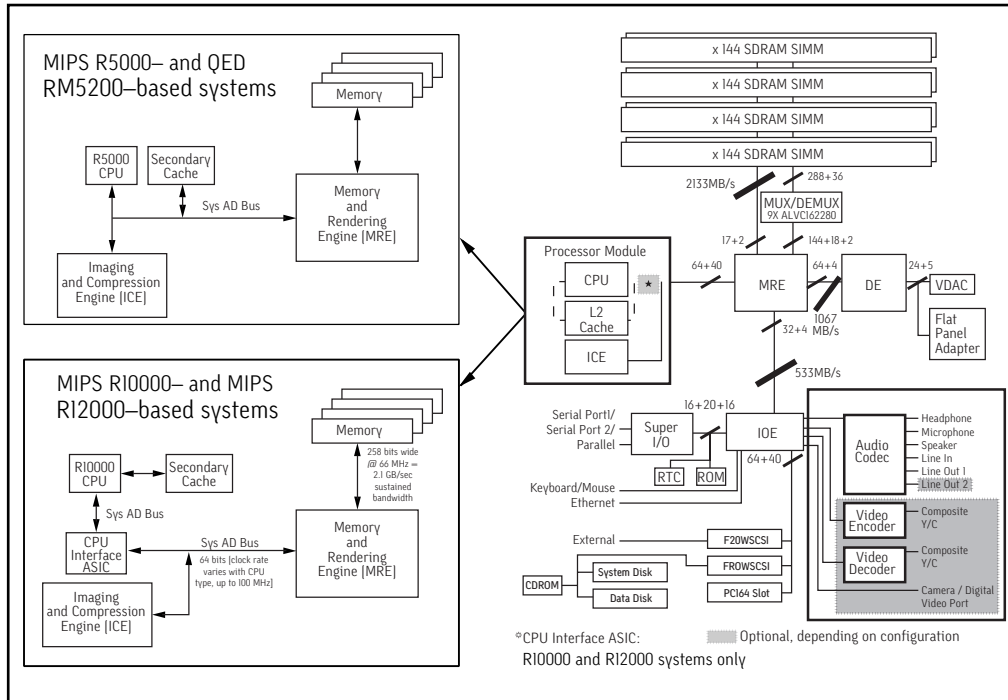 MIPS R5000– and QED
RM5200–based systems
Memory
R5000
CPU
Secondary
Cache
Sys AD Bus
Memory
and
Rendering
Engine [MRE]
Imaging
and Compression
Engine [ICE]
MIPS R10000– and MIPS
R12000–based systems
Memory
258 bits wide
@ 66 MHz =
2.1 GB/sec
sustained
bandwidth
R10000
CPU
Secondary
Cache
Sys AD Bus
CPU
Interface
ASIC
Sys AD Bus
64 bits [clock rate
varies with CPU
type, up to 100 MHz]
Memory
and
Rendering
Engine [MRE]
Imaging
and Compression
Engine [ICE]
x 144 SDRAM SIMM
x 144 SDRAM SIMM
x 144 SDRAM SIMM
x 144 SDRAM SIMM
2133MB/s
288+36
MUX/DEMUX
9X ALVC162280
17+2
144+18+2
Processor Module
CPU
★
L2
Cache
ICE
64+40
MRE
64+4
DE
24+5
VDAC
1067
MB/s
Flat
Panel
Adapter
32+4
533MB/s
Serial Port1/
Serial Port 2/
Parallel
Super
I/O
16+20+16
IOE
RTC
ROM
64+40
Keyboard/Mouse
Ethernet
External
F20WSCSI
FROWSCSI
PCI64 Slot
CDROM
System Disk
Data Disk
Audio
Codec
Headphone
Microphone
Speaker
Line In
Line Out 1
Line Out 2
Video
Encoder
Composite
Y/C
Video
Decoder
Composite
Y/C
Camera / Digital
Video Port
*CPU Interface ASIC:
R10000 and R12000 systems only
Optional, depending on configuration